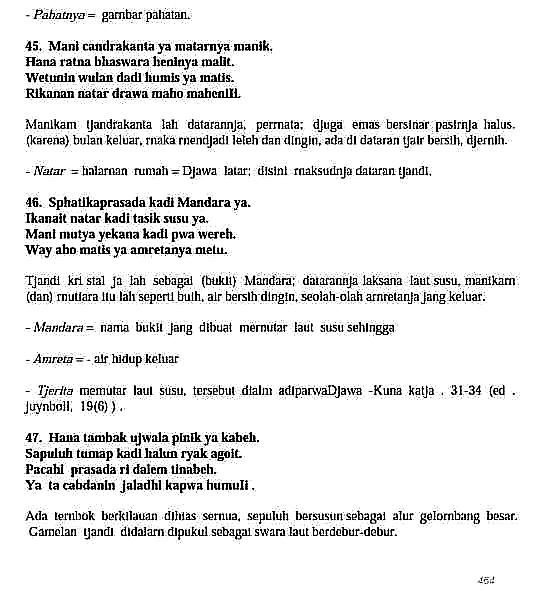 - Pahatnya = gambar pahatan.
45. Mani candrakanta ya matarnya manik.
Hana ratna bhaswara heninya malit.
Wetunin wulan dadi humis ya matis.
Rikanan natar drawa maho mahenIIi.
Manikam tjandrakanta lah datarannja, permata; djuga emas bersinar pasirnja halus.
(karena) bulan keluar, maka mendjadi leleh dan dingin, ada di dataran tjair bersih, djernih.
- Natar = halaman rumah = Djawa latar; disini maksudnja dataran tjandi.
46. Sphatikaprasada kadi Mandara ya.
Ikanait natar kadi tasik susu ya.
Mani mutya yekana kadi pwa wereh.
Way aho matis ya amretanya metu.
Tjandi kri stal ja lah sebagai (bukit) Mandara; datarannja laksana laut susu, manikam
(dan) mutiara itu lah seperti buih, air bersih dingin, seolah-olah amretanja jang keluar.
- Mandara = nama bukit jang dibuat memutar laut susu sehingga
- Amreta = - air hidup keluar
- Tjerita memutar laut susu, tersebut dialm adiparwaDjawa -Kuna katja . 31-34 (ed .
juynboll, 19(6) ) .
47. Hana tambak ujwala pinik ya kabeh.
Sapuluh tumap kadi halun ryak agoit.
Pacahi prasada ri dalem tinabeh.
Ya ta cabdanin jaladhi kapwa humuli .
Ada tembok berkilauan dihias semua, sepuluh bersusun sebagai alur gelombang besar.
Gamelan tjandi didalam dipukul sebagai swara laut berdebur-debur.
464